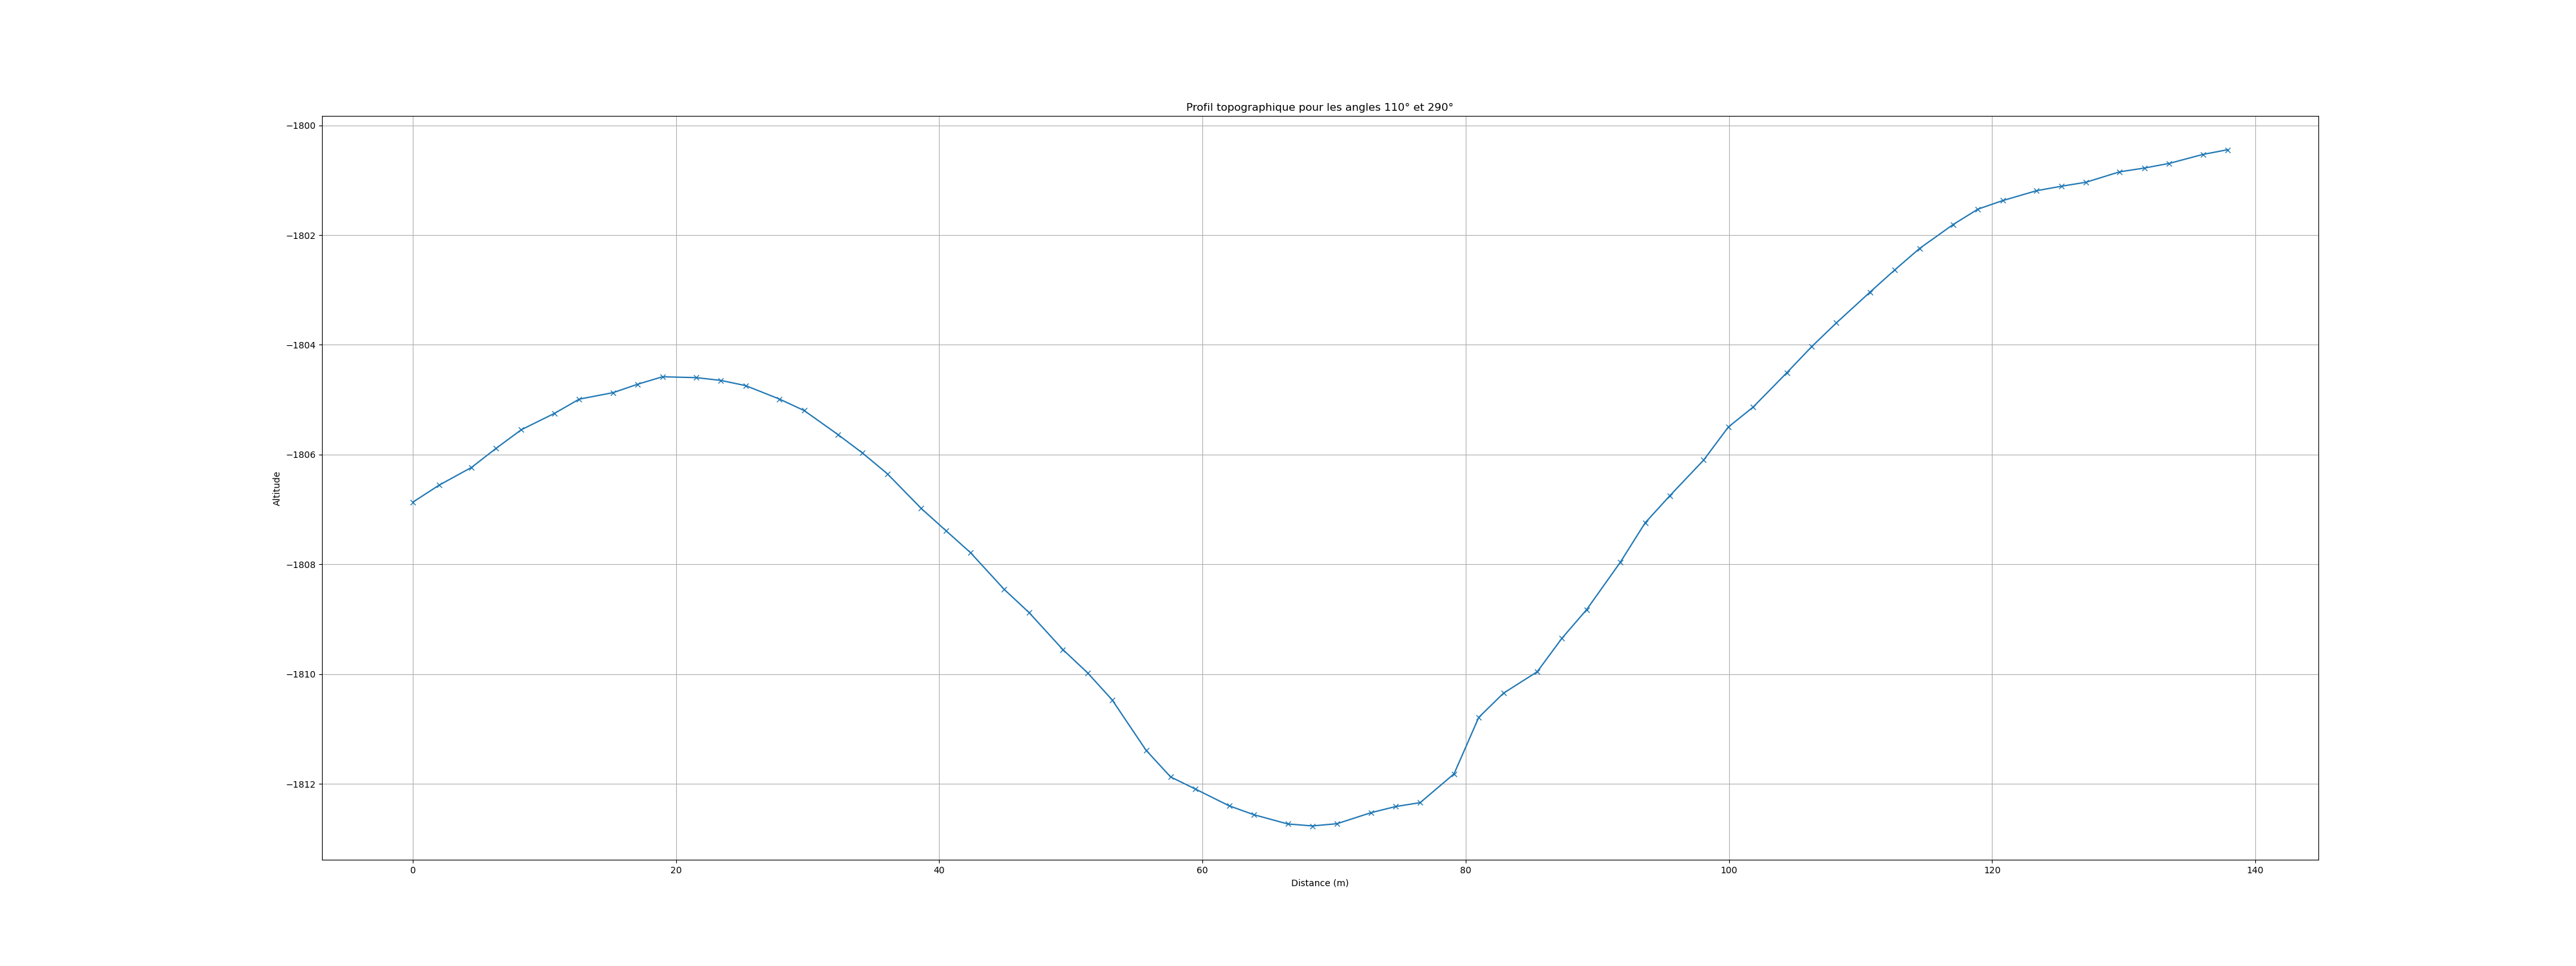 Profil topographique pour les angles 110° et 290°
−1800
−1802
−1804
−1806
−1808
−1810
−1812
Altitude
0 20 40 60 80 100 120 140
Distance (m)